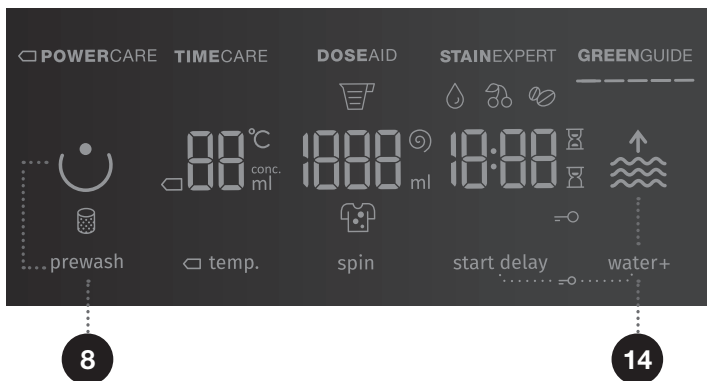 POWERCARE TIMECARE DOSEAID STAINEXPERT GREENGUIDE
88 °C conc. ml 1888 ml 18:88
prewash temp. spin start delay water+
8 14